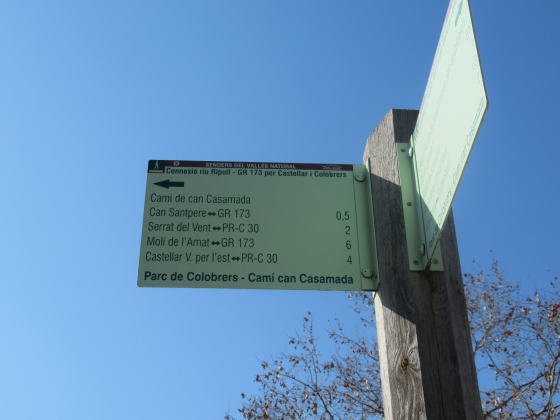 SENDERS DEL VALLÈS NATURAL
Connexió riu Ripoll - GR 173 per Castellar i Colobrers
Camí de can Casamada
Can Santpere↔GR 173 0,5
Serrat del Vent↔PR-C 30 2
Molí de l'Amat↔GR 173 6
Castellar V. per l'est↔PR-C 30 4
Parc de Colobrers - Camí can Casamada